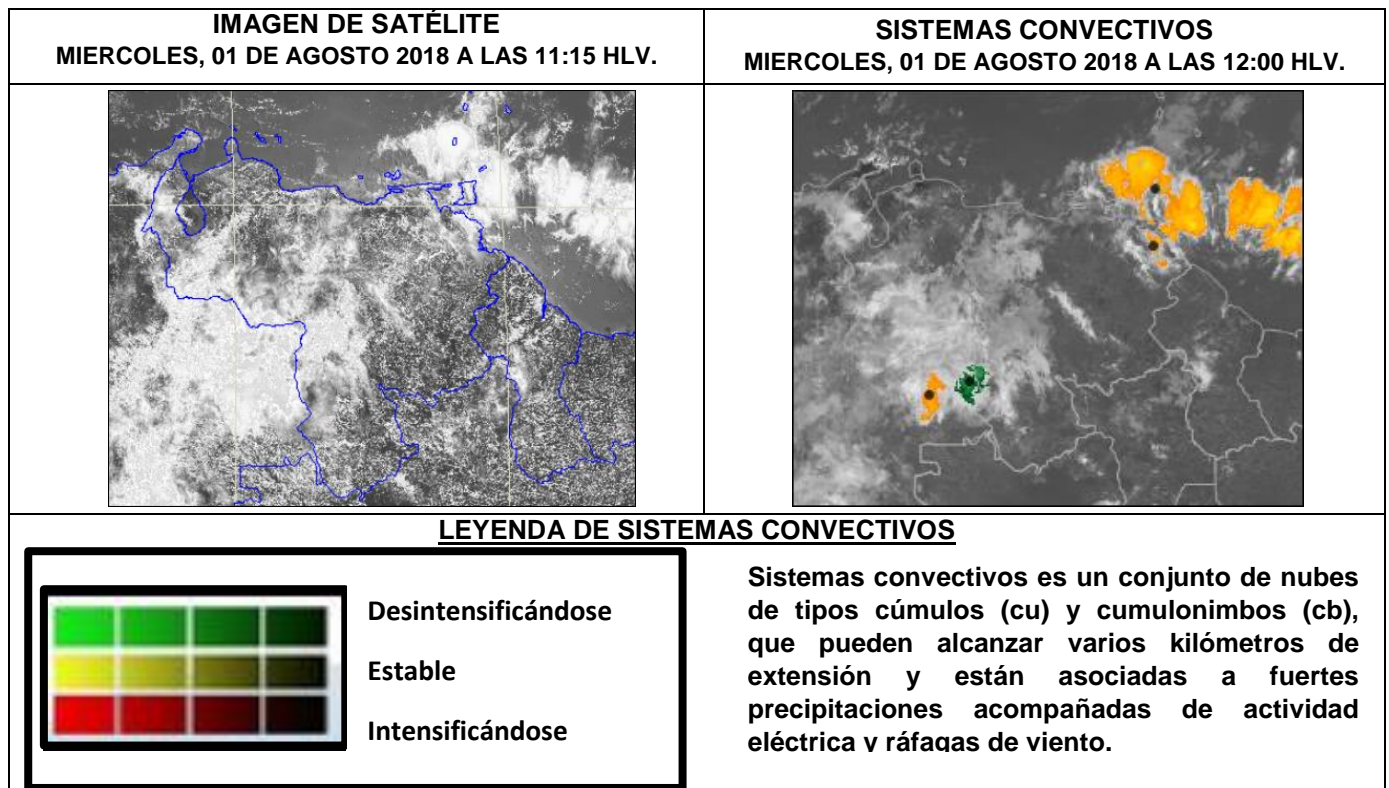 IMAGEN DE SATÉLITE
MIERCOLES, 01 DE AGOSTO 2018 A LAS 11:15 HLV.
SISTEMAS CONVECTIVOS
MIERCOLES, 01 DE AGOSTO 2018 A LAS 12:00 HLV.
LEYENDA DE SISTEMAS CONVECTIVOS
Desintensificándose
Estable
Intensificándose
Sistemas convectivos es un conjunto de nubes
de tipos cúmulos (cu) y cumulonimbos (cb),
que pueden alcanzar varios kilómetros de
extensión y están asociadas a fuertes
precipitaciones acompañadas de actividad
eléctrica y ráfagas de viento.